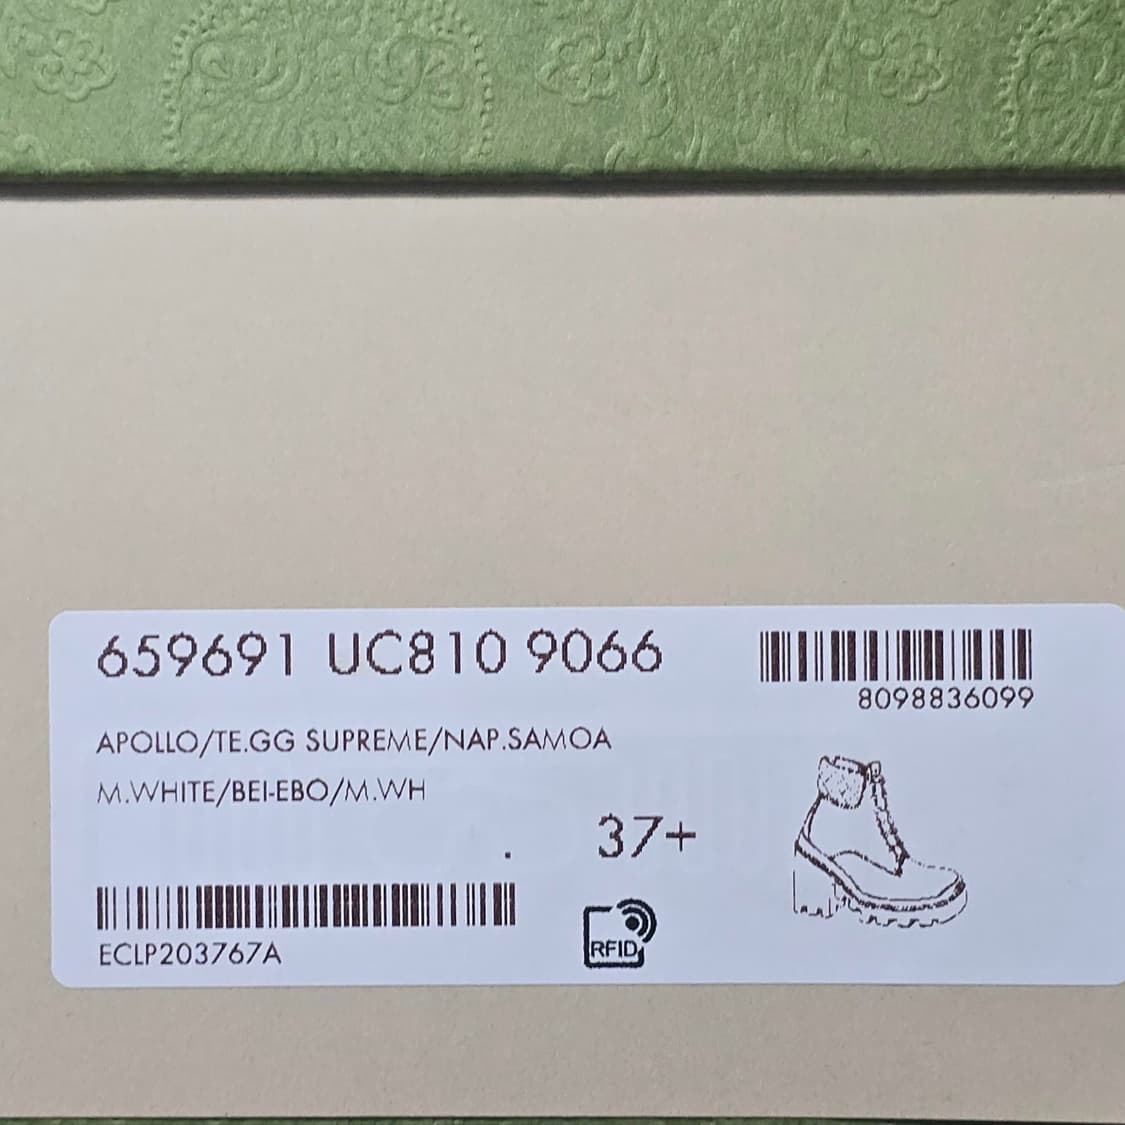 659691 UC810 9066
8098836099
APOLLO/TE.GG SUPREME/NAP.SAMOA
M.WHITE/BEI-EBO/M.WH
. 37+
ECLP203767A
RFID